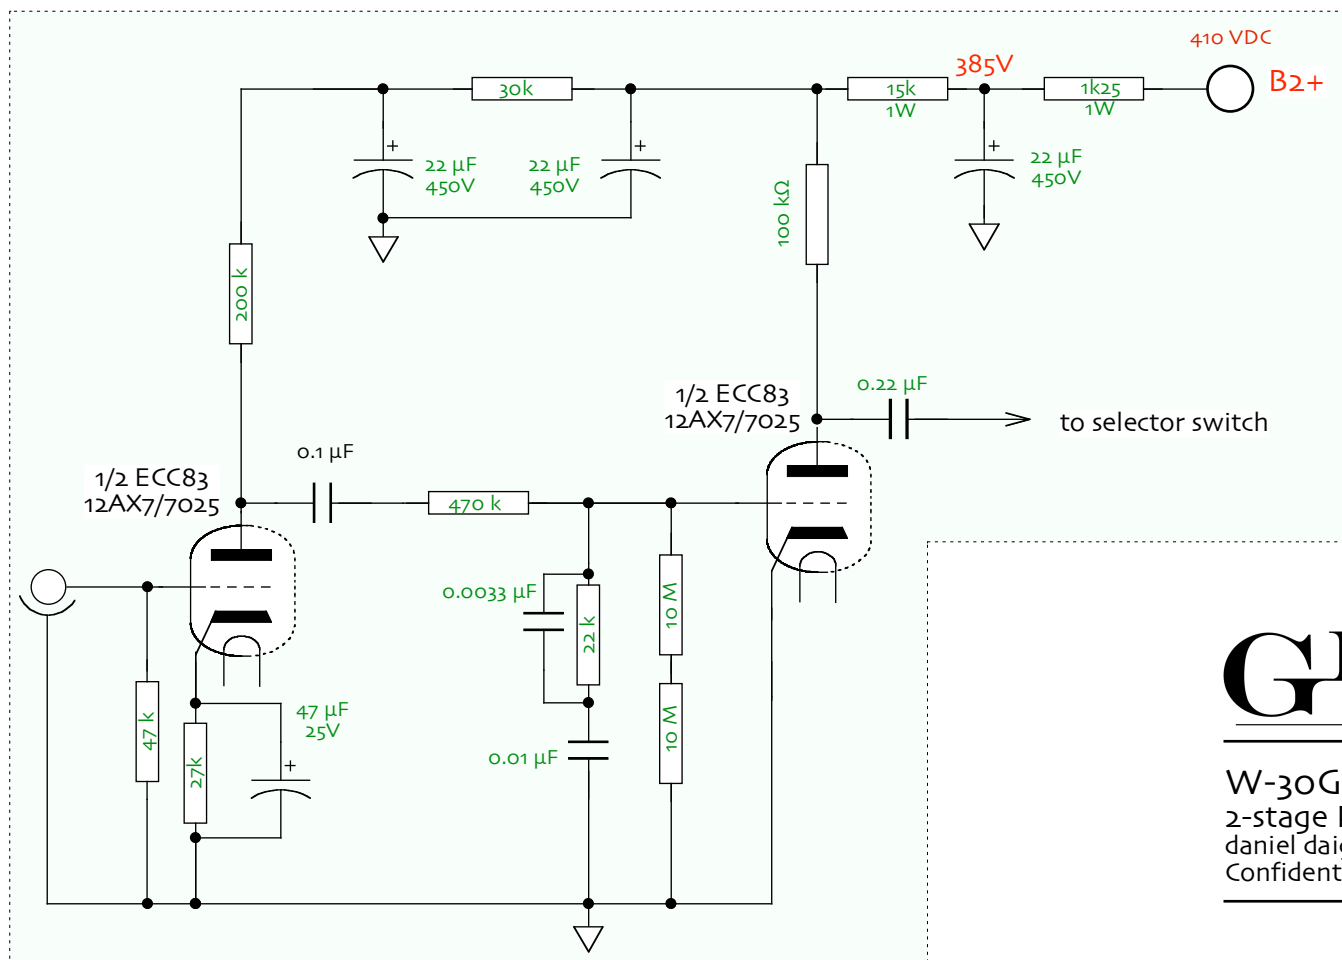 410 VDC
B2+
385V
30k
15k
1W
1k25
1W
+
22 µF
450V
+
22 µF
450V
+
22 µF
450V
100 kΩ
200 k
1/2 ECC83
12AX7/7025
0.22 µF
to selector switch
1/2 ECC83
12AX7/7025
0.1 µF
470 k
0.0033 µF
22 k
10 M
10 M
0.01 µF
47 k
27k
47 µF
25V
+
G
W-30G
2-stage
daniel dai
Confident